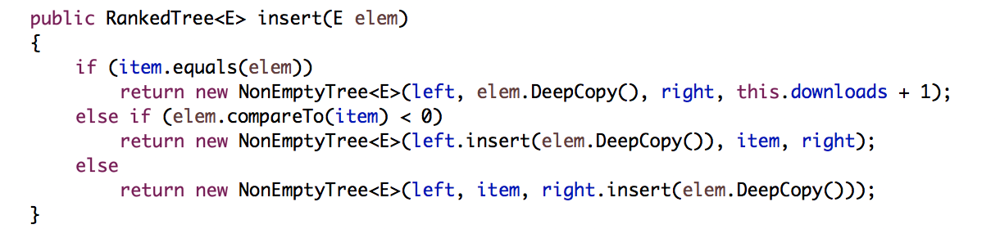 public RankedTree<E> insert(E elem)
{
    if (item.equals(elem))
        return new NonEmptyTree<E>(left, elem.DeepCopy(), right, this.downloads + 1);
    else if (elem.compareTo(item) < 0)
        return new NonEmptyTree<E>(left.insert(elem.DeepCopy()), item, right);
    else
        return new NonEmptyTree<E>(left, item, right.insert(elem.DeepCopy()));
}